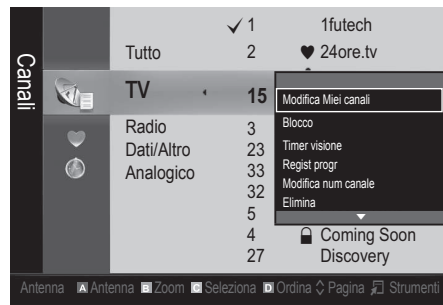 Canali
✓ 1 1futech
Tutto 2 ♥ 24ore.tv
TV 15
Modifica Miei canali
Blocco
Timer visione
Regist progr
Modifica num canale
Elimina
Radio 3
Dati/Altro 23
Analogico 33
32
5
4 Coming Soon
27 Discovery
Antenna A Antenna B Zoom C Seleziona D Ordina Pagina Strumenti